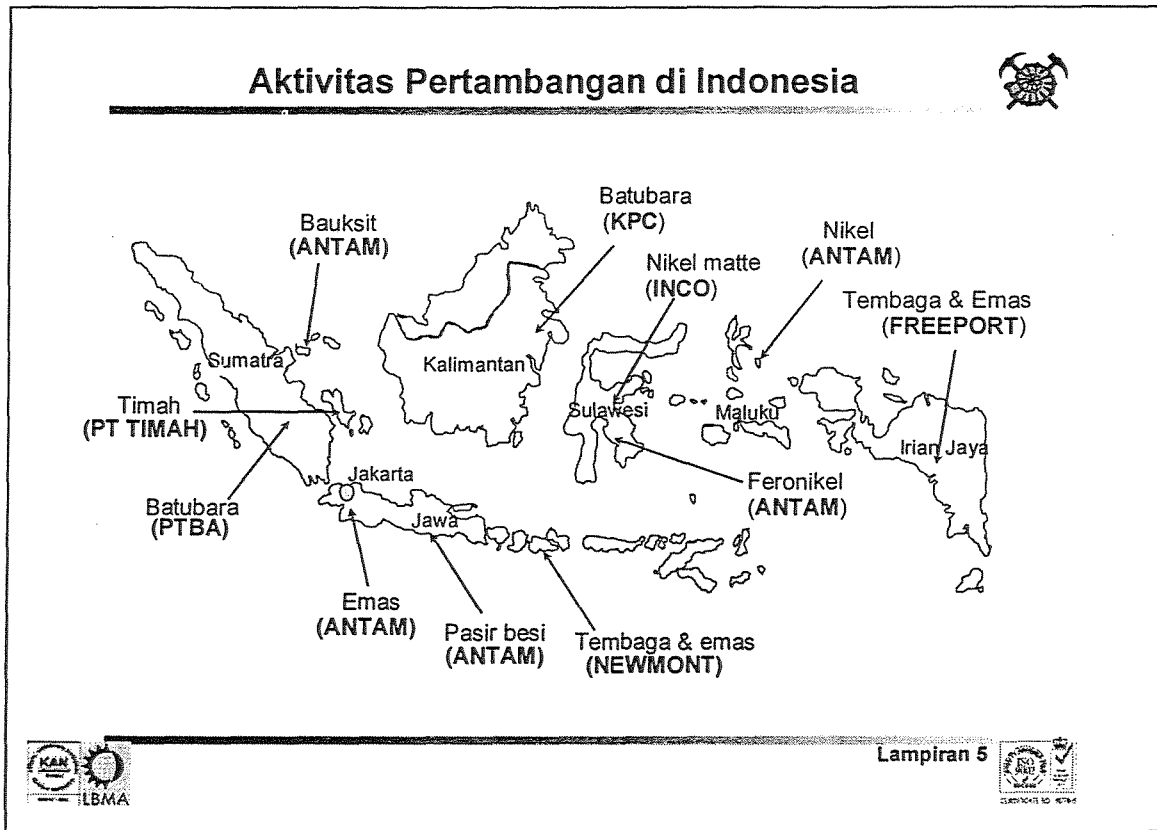 Aktivitas Pertambangan di Indonesia
Bauksit
(ANTAM)
Batubara
(KPC)
Nikel matte
(INCO)
Nikel
(ANTAM)
Tembaga & Emas
(FREEPORT)
Sumatra
Kalimantan
Sulawesi
Maluku
Irian Jaya
Timah
(PT TIMAH)
Batubara
(PTBA)
Jakarta
Jawa
Feronikel
(ANTAM)
Emas
(ANTAM)
Pasir besi
(ANTAM)
Tembaga & emas
(NEWMONT)
Lampiran 5
KAN
LBMA
ISO